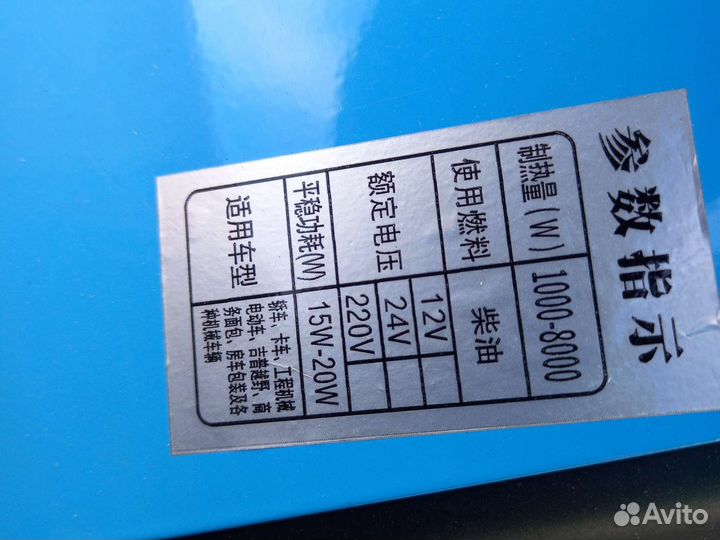 参数指示
制热量(W) 1000-8000
使用燃料 柴油
额定电压 12V
24V
220V
平稳功耗(W) 15W-20W
适用车型 轿车、卡车、工程机械
电动车、吉普越野、商
务面包、房车包装及各
种机械车辆
Avito